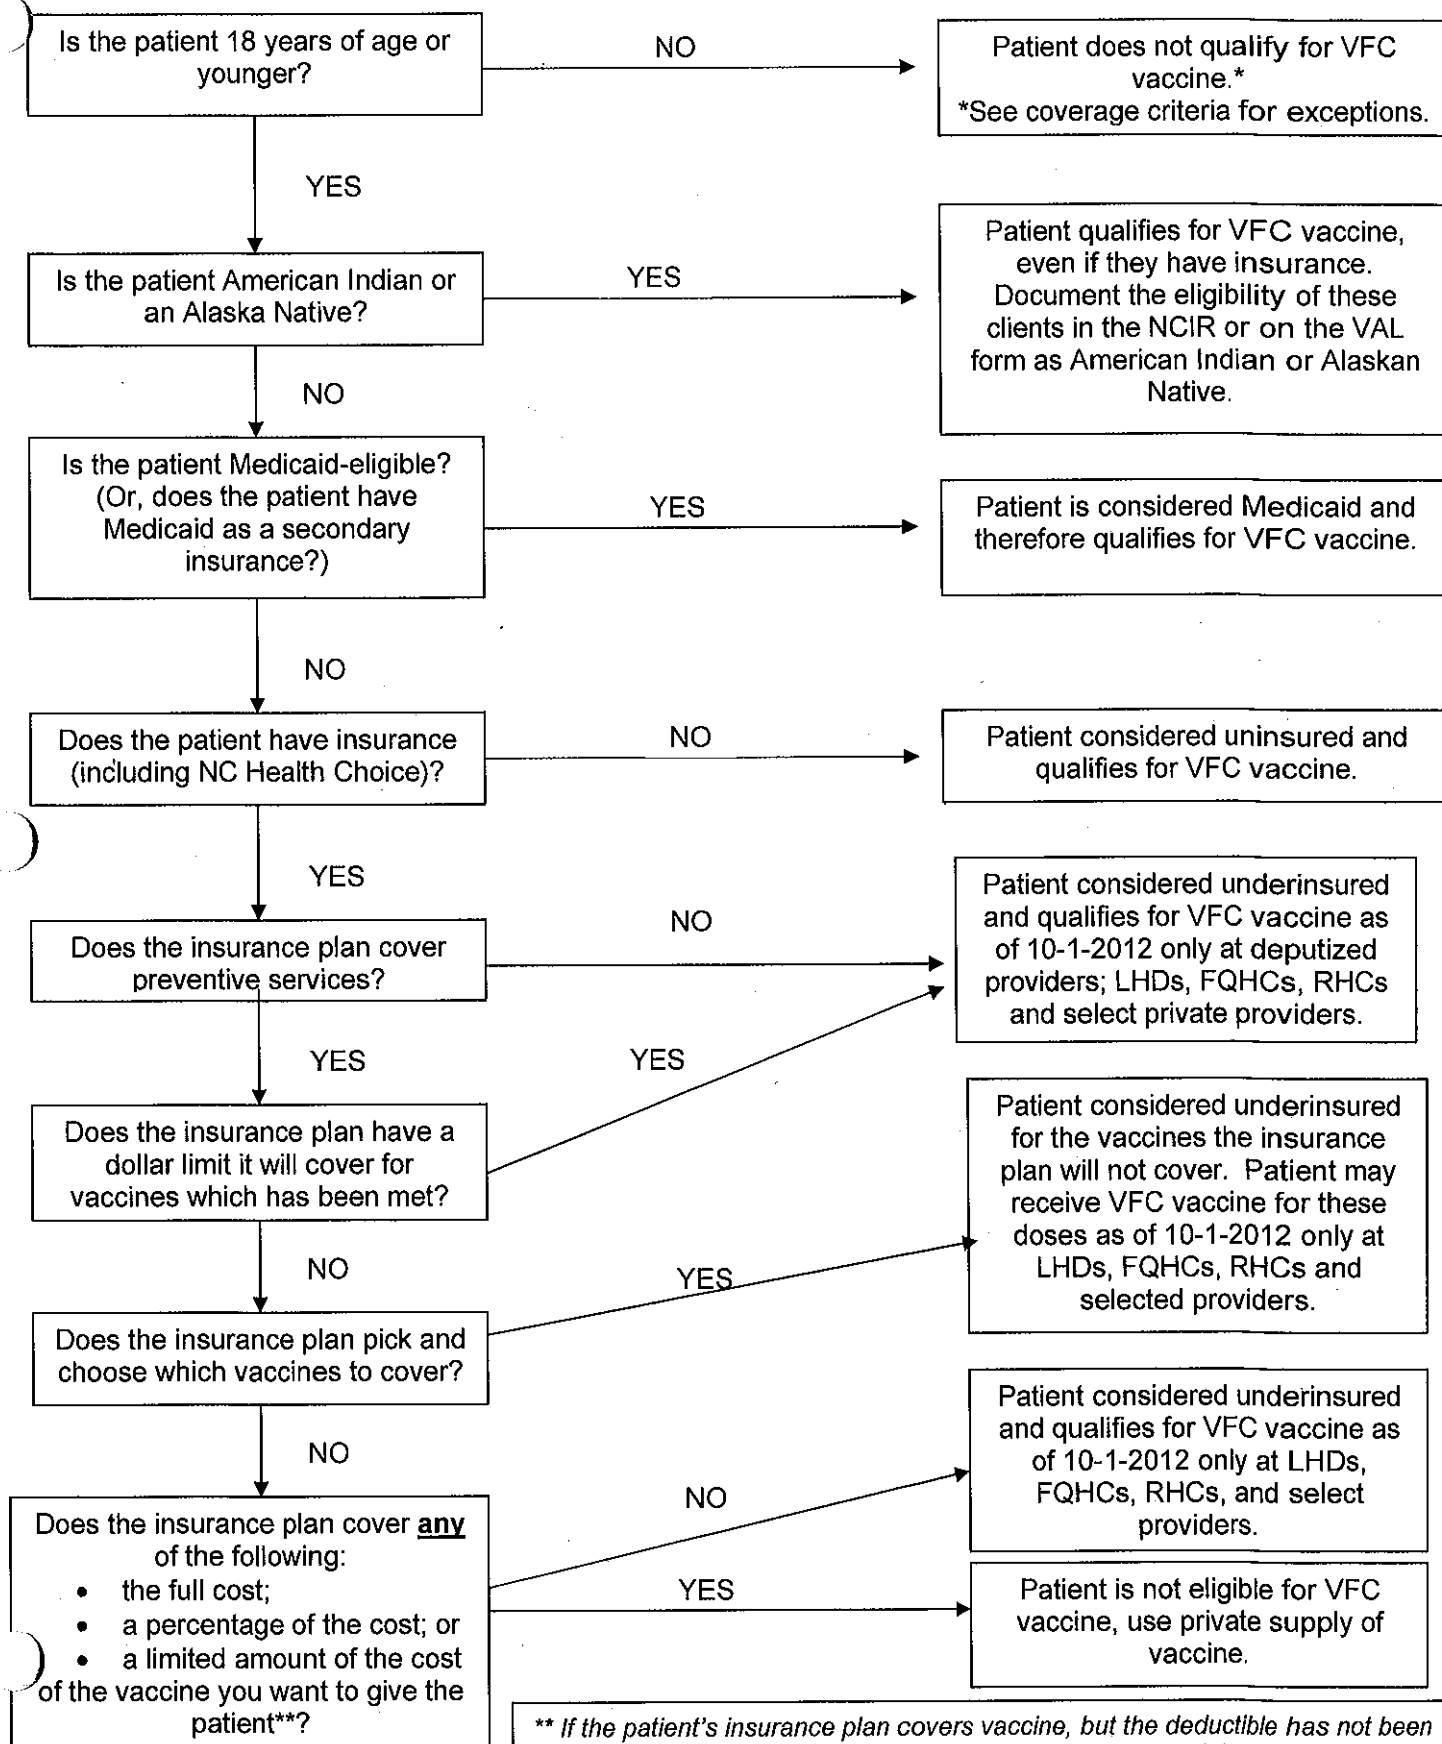 Is the patient 18 years of age or
younger?
NO
Patient does not qualify for VFC
vaccine.*
*See coverage criteria for exceptions.
YES
Is the patient American Indian or
an Alaska Native?
YES
Patient qualifies for VFC vaccine,
even if they have insurance.
Document the eligibility of these
clients in the NCIR or on the VAL
form as American Indian or Alaskan
Native.
NO
Is the patient Medicaid-eligible?
(Or, does the patient have
Medicaid as a secondary
insurance?)
YES
Patient is considered Medicaid and
therefore qualifies for VFC vaccine.
NO
Does the patient have insurance
(including NC Health Choice)?
NO
Patient considered uninsured and
qualifies for VFC vaccine.
YES
Does the insurance plan cover
preventive services?
NO
Patient considered underinsured
and qualifies for VFC vaccine as
of 10-1-2012 only at deputized
providers; LHDs, FQHCs, RHCs
and select private providers.
YES
Does the insurance plan have a
dollar limit it will cover for
vaccines which has been met?
YES
NO
Does the insurance plan pick and
choose which vaccines to cover?
YES
Patient considered underinsured
for the vaccines the insurance
plan will not cover. Patient may
receive VFC vaccine for these
doses as of 10-1-2012 only at
LHDs, FQHCs, RHCs and
selected providers.
NO
Does the insurance plan cover any
of the following:
• the full cost;
• a percentage of the cost; or
• a limited amount of the cost
of the vaccine you want to give the
patient**?
NO
Patient considered underinsured
and qualifies for VFC vaccine as
of 10-1-2012 only at LHDs,
FQHCs, RHCs, and select
providers.
YES
Patient is not eligible for VFC
vaccine, use private supply of
vaccine.
** If the patient's insurance plan covers vaccine, but the deductible has not been